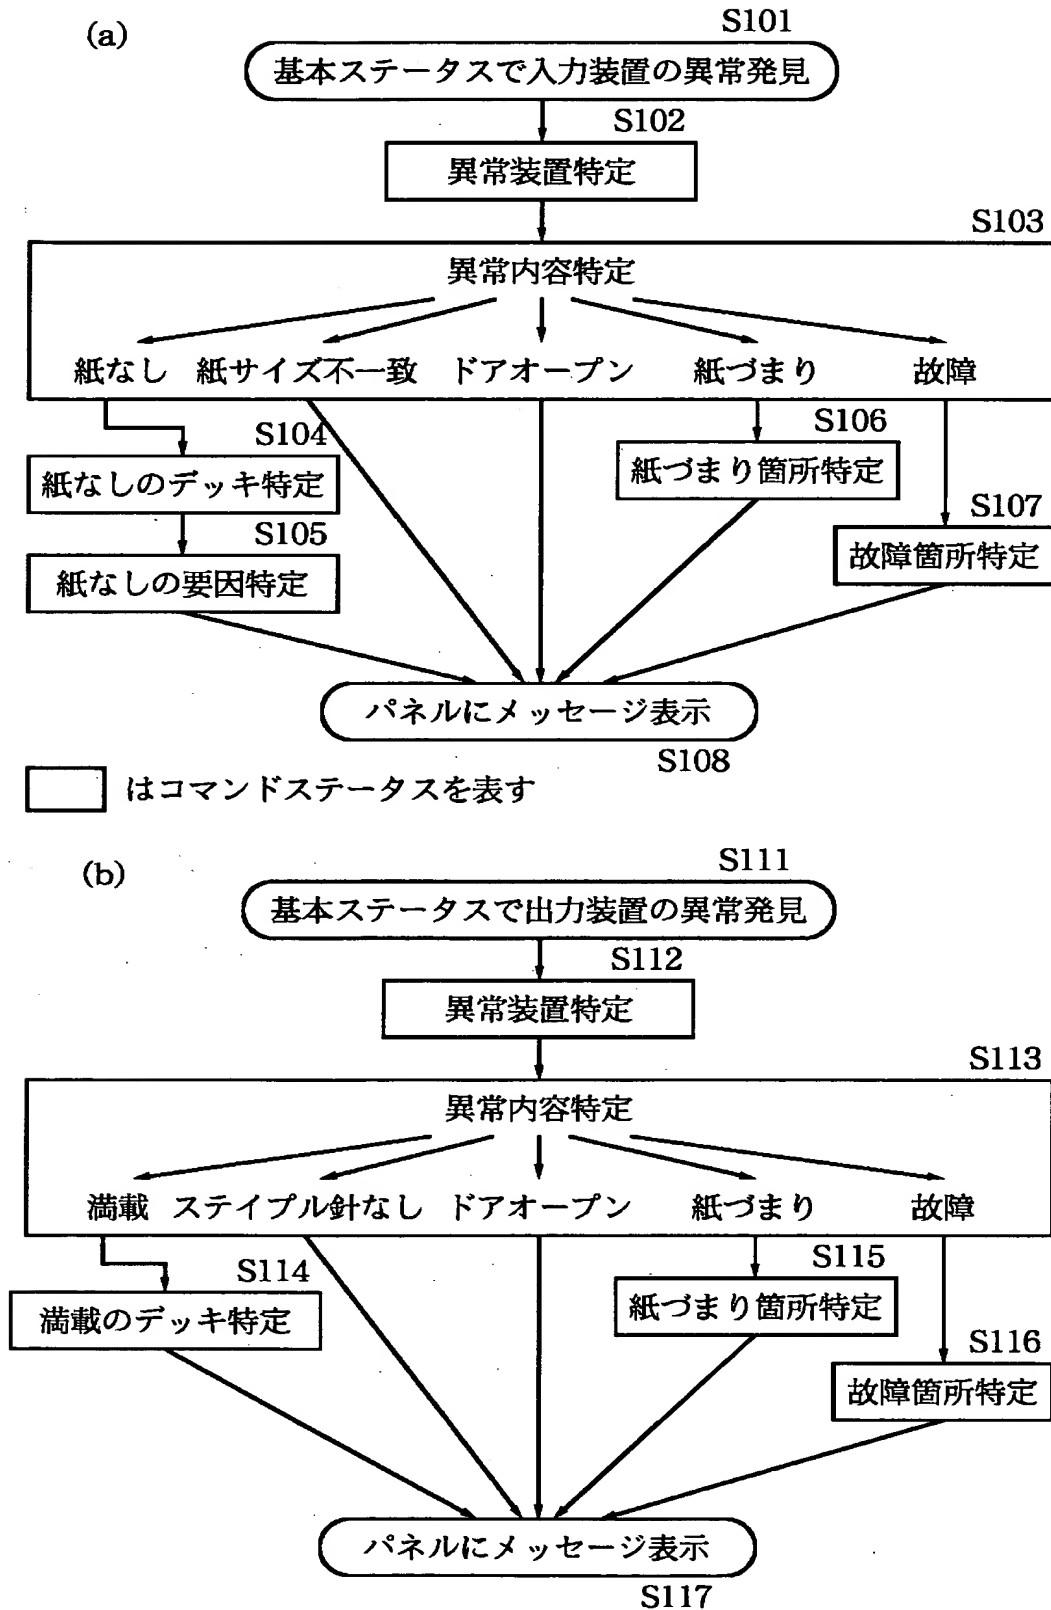 (a)
S101
基本ステータスで入力装置の異常発見
S102
異常装置特定
S103
異常内容特定
紙なし 紙サイズ不一致 ドアオープン 紙づまり 故障
S104
紙なしのデッキ特定
S105
紙なしの要因特定
S106
紙づまり箇所特定
S107
故障箇所特定
パネルにメッセージ表示
S108
はコマンドステータスを表す
(b)
S111
基本ステータスで出力装置の異常発見
S112
異常装置特定
S113
異常内容特定
満載 ステイプル針なし ドアオープン 紙づまり 故障
S114
満載のデッキ特定
S115
紙づまり箇所特定
S116
故障箇所特定
パネルにメッセージ表示
S117